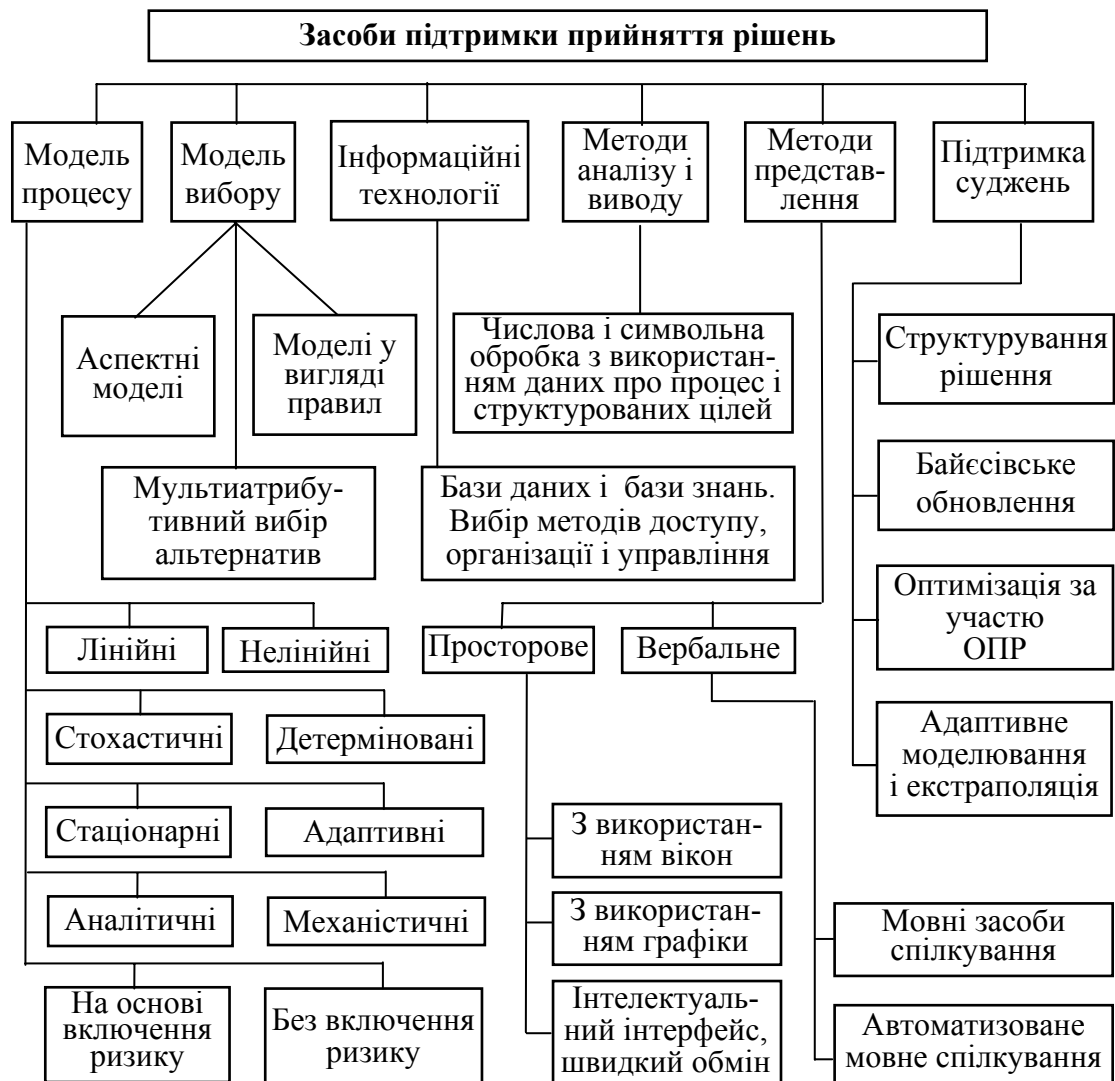 Засоби підтримки прийняття рішень
Модель
процесу
Модель
вибору
Інформаційні
технології
Методи
аналізу і
виводу
Методи
представ-
лення
Підтримка
суджень
Аспектні
моделі
Моделі у
вигляді
правил
Числова і символьна
обробка з використан-
ням даних про процес і
структурованих цілей
Структурування
рішення
Мультиатрибу-
тивний вибір
альтернатив
Бази даних і бази знань.
Вибір методів доступу,
організації і управління
Байєсівське
обновлення
Оптимізація за
участю
ОПР
Лінійні
Нелінійні
Просторове
Вербальне
Стохастичні
Детерміновані
Адаптивне
моделювання
і екстраполяція
Стаціонарні
Адаптивні
З використан-
ням вікон
Аналітичні
Механістичні
З використан-
ням графіки
Мовні засоби
спілкування
На основі
включення
ризику
Без включення
ризику
Інтелектуаль-
ний інтерфейс,
швидкий обмін
Автоматизоване
мовне спілкування